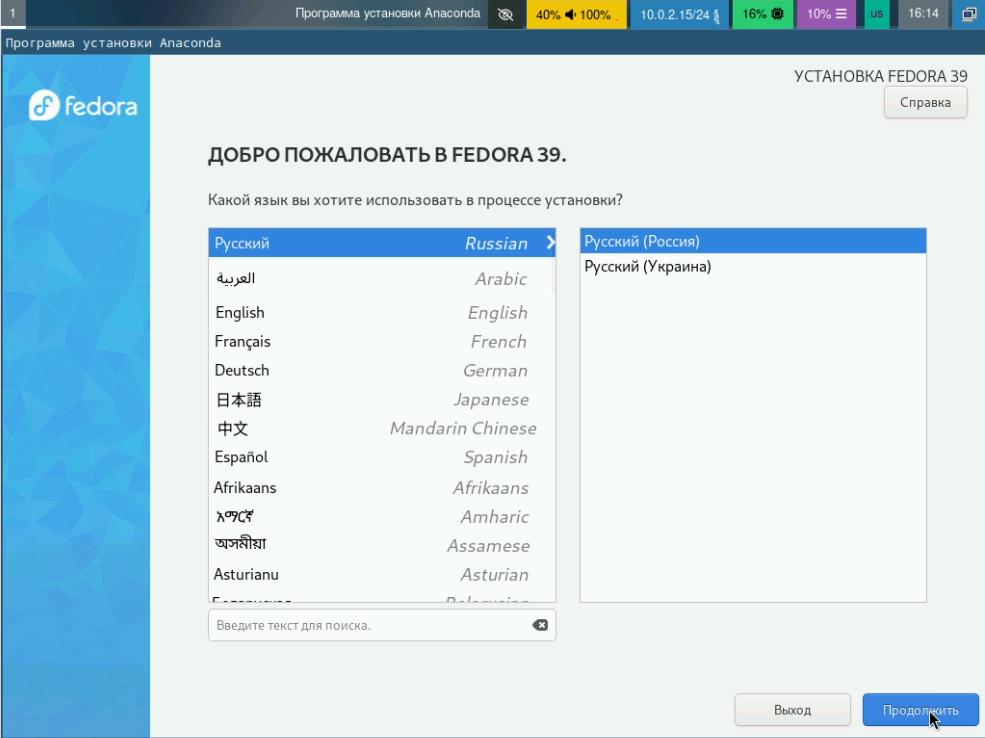 1
Программа установки Anaconda
40% 100%
10.0.2.15/24
16%
10%
us
16:14
Программа установки Anaconda
fedora
УСТАНОВКА FEDORA 39
Справка
ДОБРО ПОЖАЛОВАТЬ В FEDORA 39.
Какой язык вы хотите использовать в процессе установки?
Русский Russian
العربية Arabic
English English
Français French
Deutsch German
日本語 Japanese
中文 Mandarin Chinese
Español Spanish
Afrikaans Afrikaans
አማርኛ Amharic
অসমীয়া Assamese
Asturianu Asturian
Русский (Россия)
Русский (Украина)
Введите текст для поиска.
Выход
Продолжить